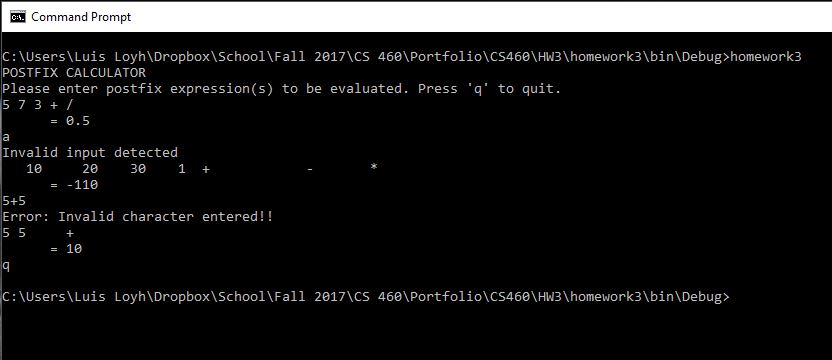 Command Prompt
C:\Users\Luis Loyh\Dropbox\School\Fall 2017\CS 460\Portfolio\CS460\HW3\homework3\bin\Debug>homework3
POSTFIX CALCULATOR
Please enter postfix expression(s) to be evaluated. Press 'q' to quit.
5 7 3 + /
      = 0.5
a
Invalid input detected
   10     20    30    1  +            -       *
      = -110
5+5
Error: Invalid character entered!!
5 5     +
      = 10
q
C:\Users\Luis Loyh\Dropbox\School\Fall 2017\CS 460\Portfolio\CS460\HW3\homework3\bin\Debug>